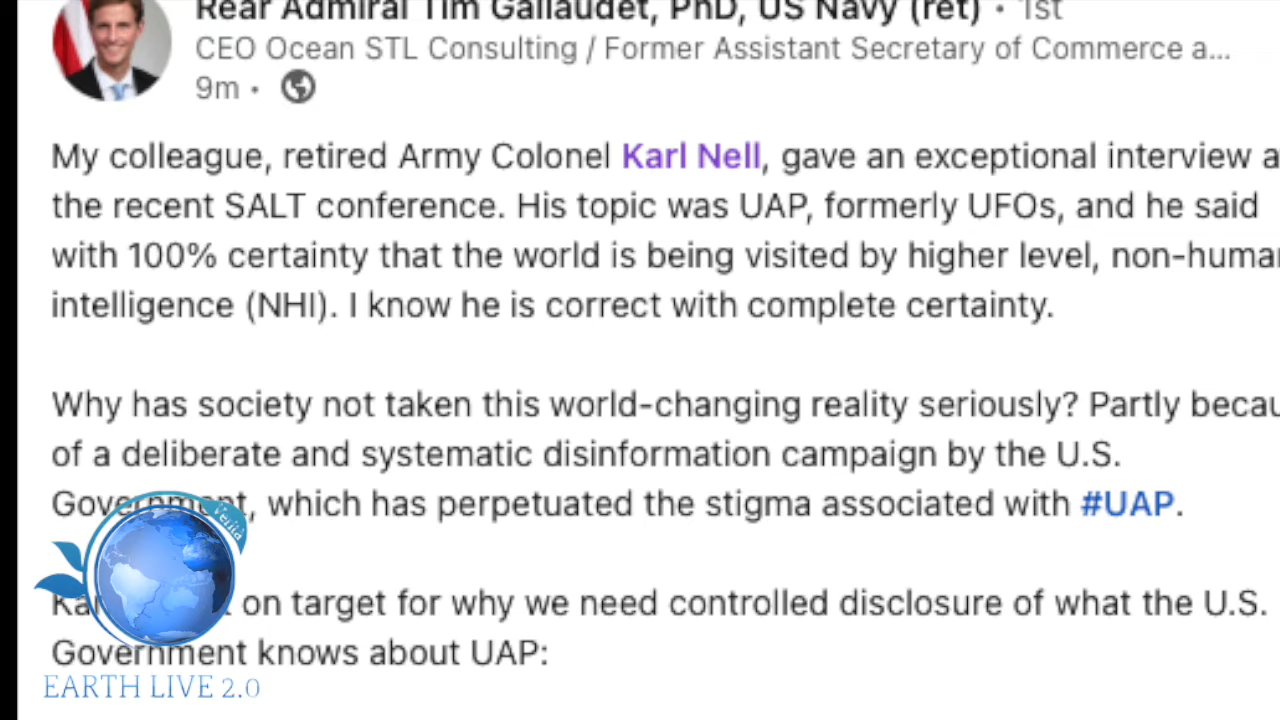 Rear Admiral Tim Gallaudet, PhD, US Navy (ret) • 1st
CEO Ocean STL Consulting / Former Assistant Secretary of Commerce a...
9m •
My colleague, retired Army Colonel Karl Nell, gave an exceptional interview a
the recent SALT conference. His topic was UAP, formerly UFOs, and he said
with 100% certainty that the world is being visited by higher level, non-human
intelligence (NHI). I know he is correct with complete certainty.
Why has society not taken this world-changing reality seriously? Partly becau
of a deliberate and systematic disinformation campaign by the U.S.
Government, which has perpetuated the stigma associated with #UAP.
on target for why we need controlled disclosure of what the U.S.
Government knows about UAP:
Verità
EARTH LIVE 2.0